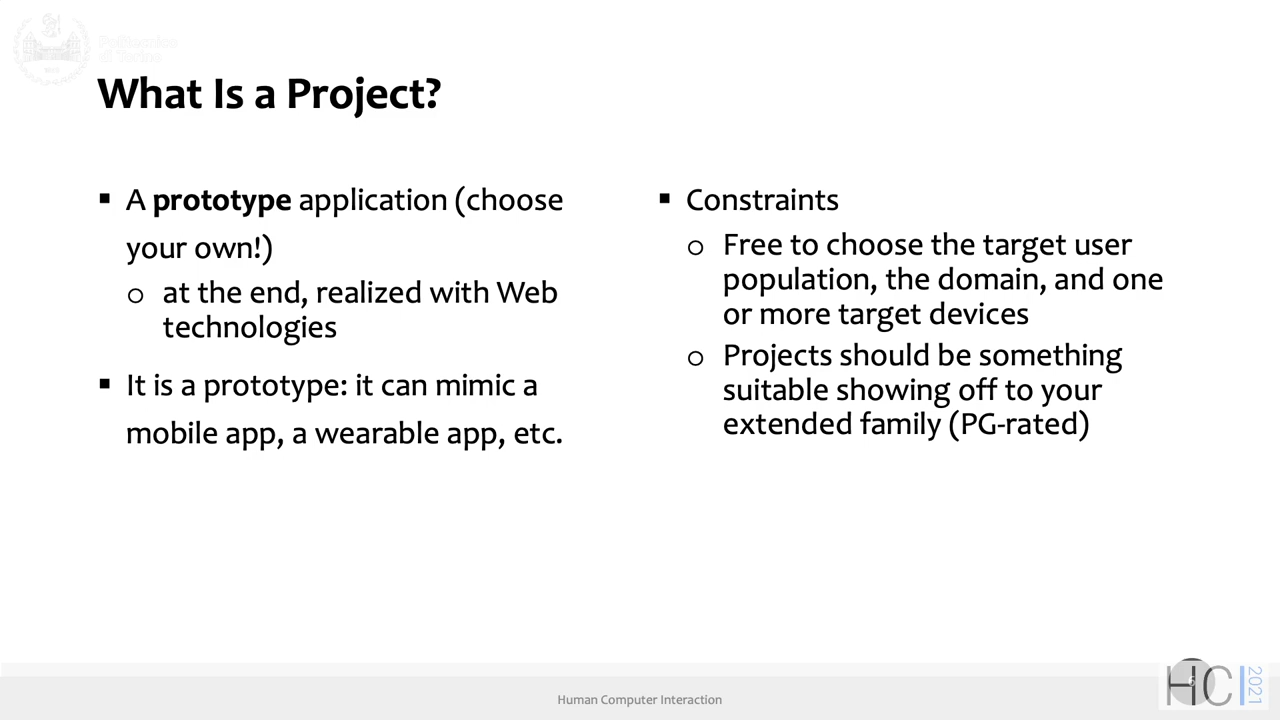 Politecnico
di Torino
What Is a Project?
▪ A prototype application (choose
your own!)
o at the end, realized with Web
technologies
▪ It is a prototype: it can mimic a
mobile app, a wearable app, etc.
▪ Constraints
o Free to choose the target user
population, the domain, and one
or more target devices
o Projects should be something
suitable showing off to your
extended family (PG-rated)
Human Computer Interaction
HCI
2021